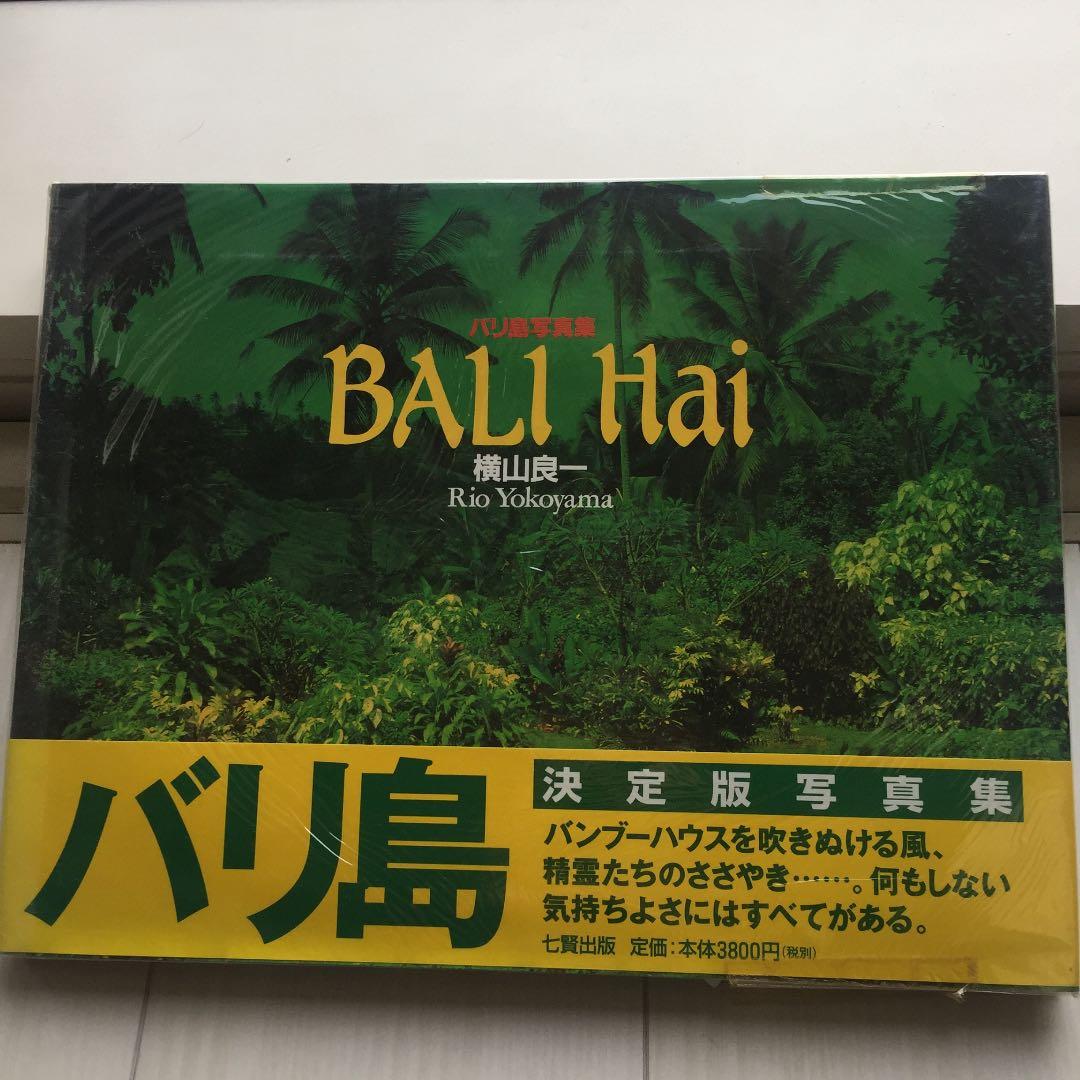 バリ島写真集
BALI Hai
横山良一
Rio Yokoyama
バリ島
決定版写真集
バンブーハウスを吹きぬける風、
精霊たちのささやき……。何もしない
気持ちよさにはすべてがある。
七賢出版 定価：本体3800円(税別)